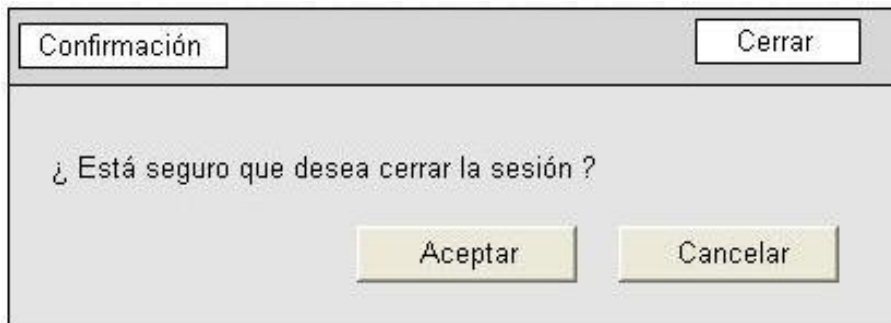 Confirmación
Cerrar
¿ Está seguro que desea cerrar la sesión ?
Aceptar
Cancelar